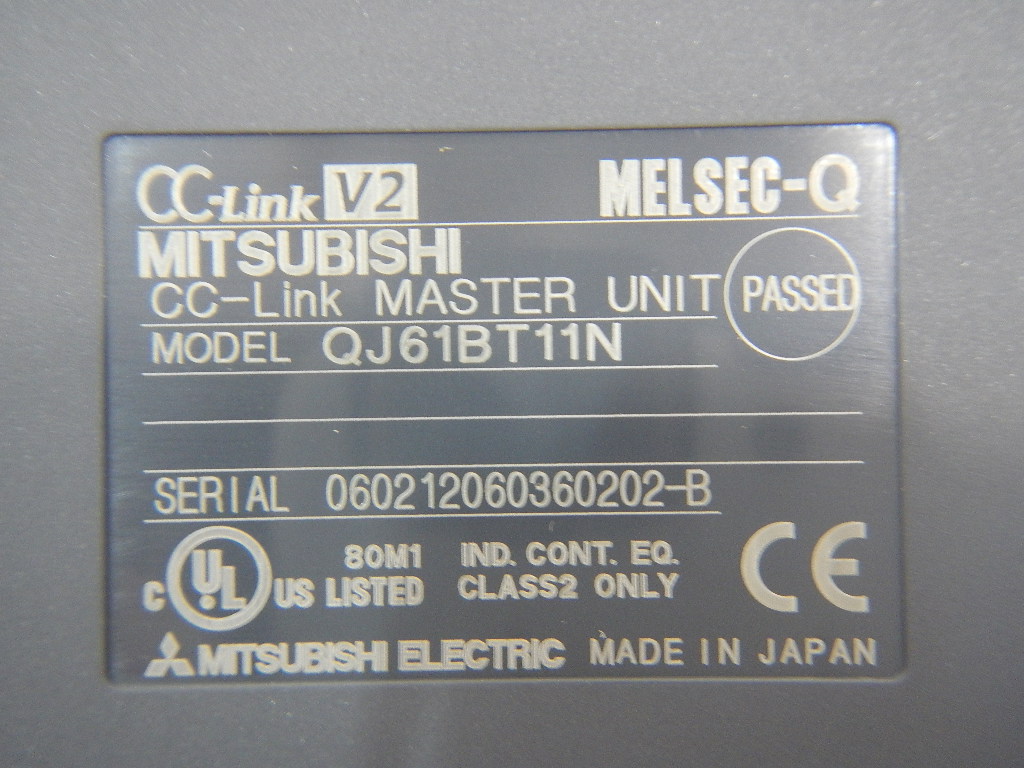 CC-Link V2 MELSEC-Q
MITSUBISHI
CC-Link MASTER UNIT PASSED
MODEL QJ61BT11N
SERIAL 060212060360202-B
C UL US LISTED 80M1 IND. CONT. EQ.
CLASS2 ONLY CE
MITSUBISHI ELECTRIC MADE IN JAPAN